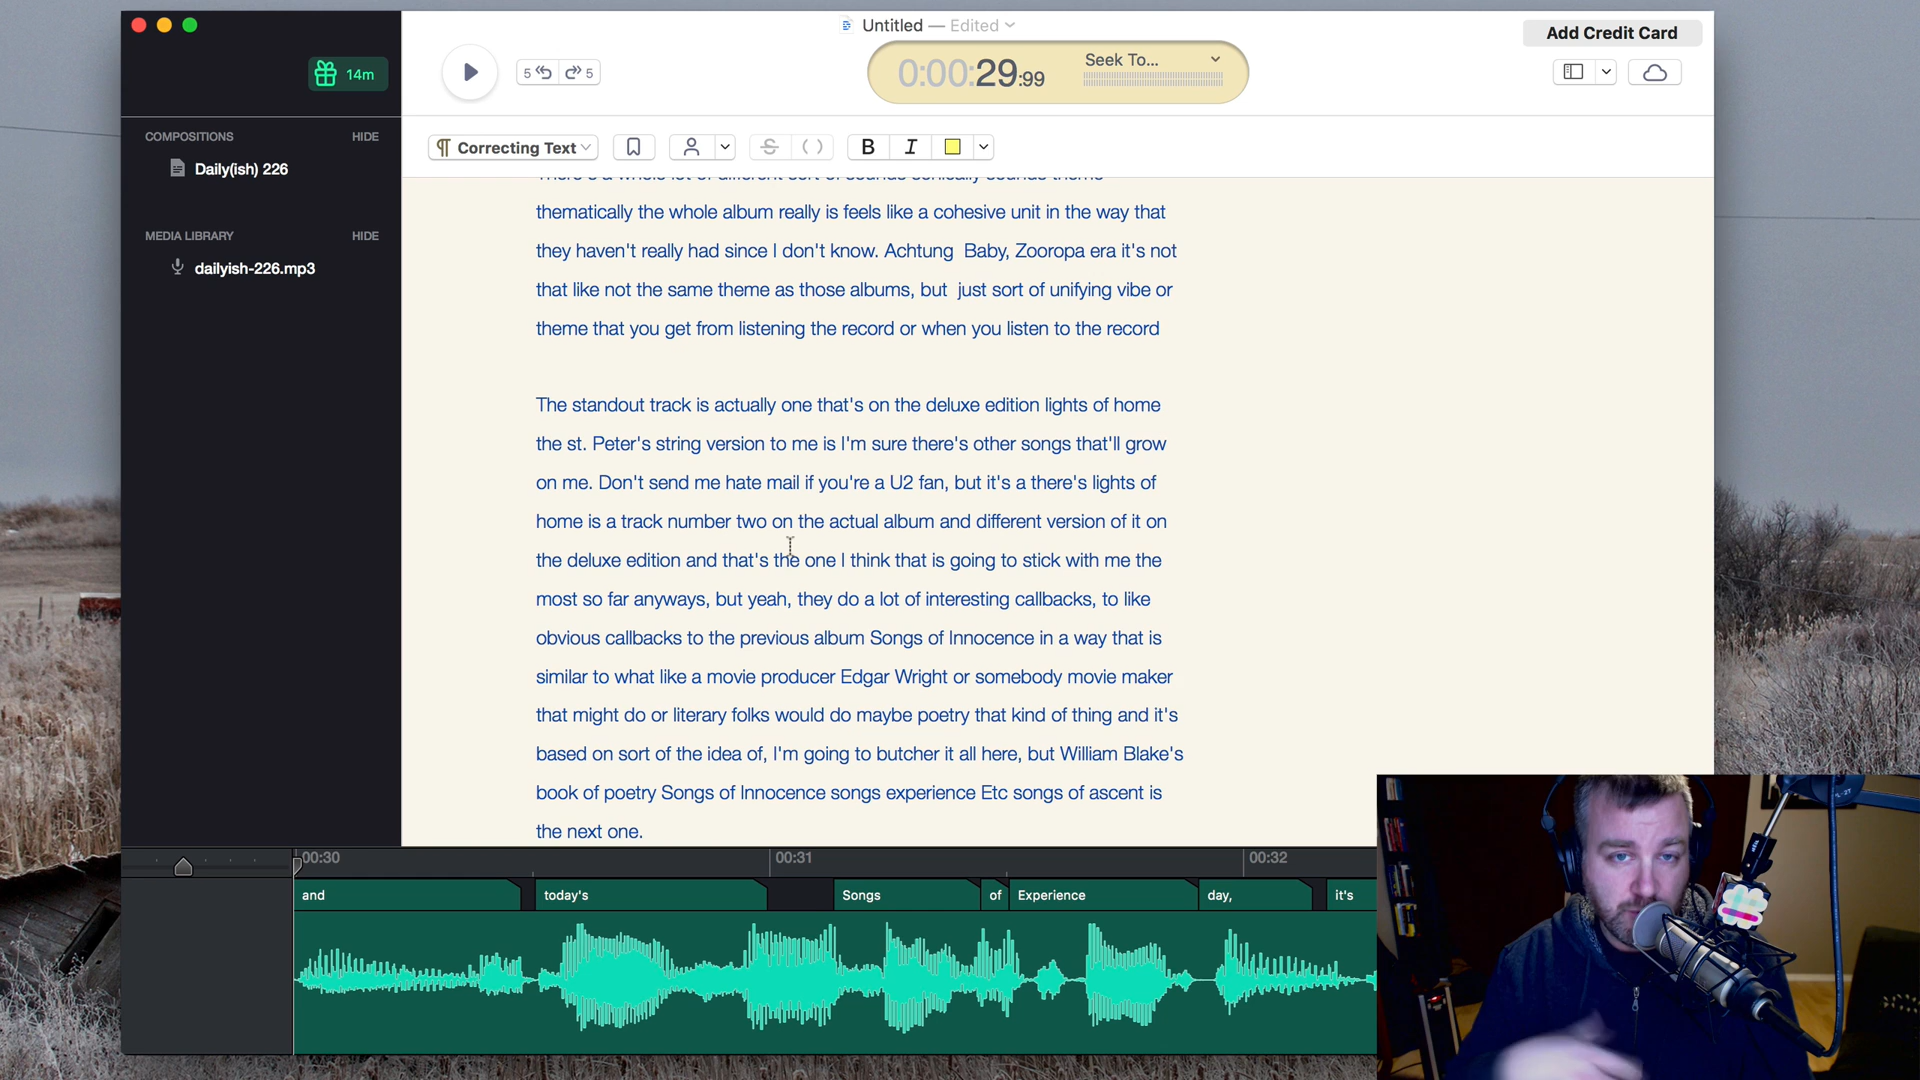 Untitled — Edited
Add Credit Card
14m
5 5
0:00:29:99
Seek To...
COMPOSITIONS HIDE
Daily(ish) 226
MEDIA LIBRARY HIDE
dailyish-226.mp3
¶ Correcting Text
S ( ) B I
There's a whole lot of different sort of sounds sonically sounds theme
thematically the whole album really is feels like a cohesive unit in the way that
they haven't really had since I don't know. Achtung  Baby, Zooropa era it's not
that like not the same theme as those albums, but  just sort of unifying vibe or
theme that you get from listening the record or when you listen to the record
The standout track is actually one that's on the deluxe edition lights of home
the st. Peter's string version to me is I'm sure there's other songs that'll grow
on me. Don't send me hate mail if you're a U2 fan, but it's a there's lights of
home is a track number two on the actual album and different version of it on
the deluxe edition and that's the one I think that is going to stick with me the
most so far anyways, but yeah, they do a lot of interesting callbacks, to like
obvious callbacks to the previous album Songs of Innocence in a way that is
similar to what like a movie producer Edgar Wright or somebody movie maker
that might do or literary folks would do maybe poetry that kind of thing and it's
based on sort of the idea of, I'm going to butcher it all here, but William Blake's
book of poetry Songs of Innocence songs experience Etc songs of ascent is
the next one.
00:30 00:31 00:32
and today's Songs of Experience day, it's